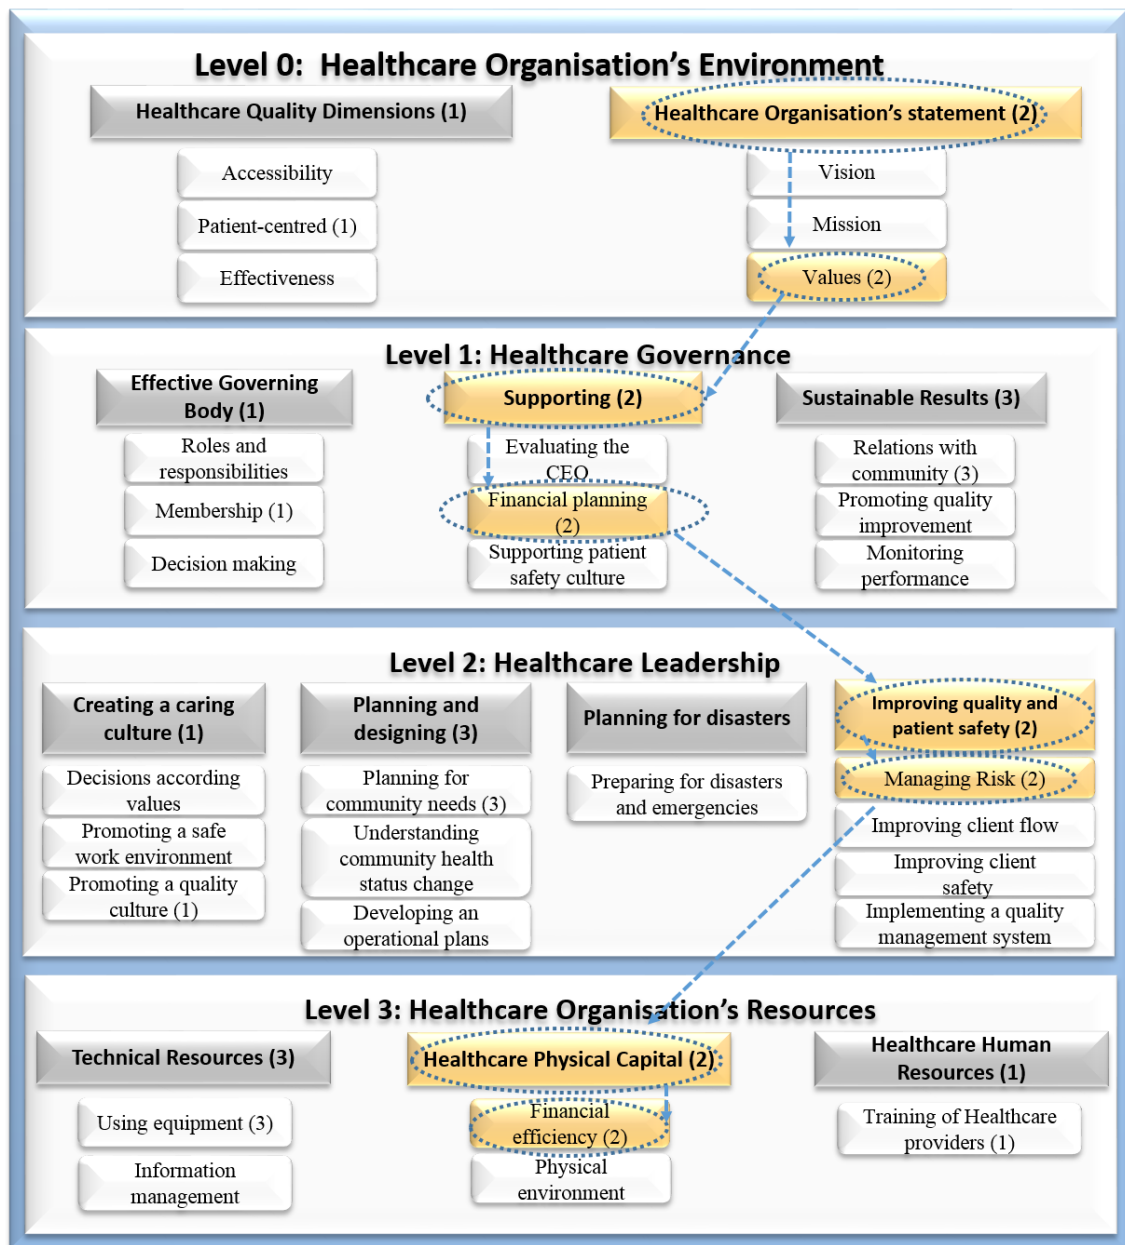 Level 0: Healthcare Organisation's Environment
Healthcare Quality Dimensions (1)
Accessibility
Patient-centred (1)
Effectiveness
Healthcare Organisation's statement (2)
Vision
Mission
Values (2)
Level 1: Healthcare Governance
Effective Governing
Body (1)
Roles and
responsibilities
Membership (1)
Decision making
Supporting (2)
Evaluating the
CEO
Financial planning
(2)
Supporting patient
safety culture
Sustainable Results (3)
Relations with
community (3)
Promoting quality
improvement
Monitoring
performance
Level 2: Healthcare Leadership
Creating a caring
culture (1)
Decisions according
values
Promoting a safe
work environment
Promoting a quality
culture (1)
Planning and
designing (3)
Planning for
community needs (3)
Understanding
community health
status change
Developing an
operational plans
Planning for disasters
Preparing for disasters
and emergencies
Improving quality and
patient safety (2)
Managing Risk (2)
Improving client flow
Improving client
safety
Implementing a quality
management system
Level 3: Healthcare Organisation's Resources
Technical Resources (3)
Using equipment (3)
Information
management
Healthcare Physical Capital (2)
Financial
efficiency (2)
Physical
environment
Healthcare Human
Resources (1)
Training of Healthcare
providers (1)